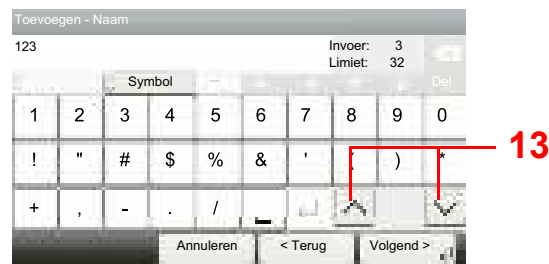 Toevoegen - Naam
123 Invoer: 3
Limiet: 32
Symbol Del.
1 2 3 4 5 6 7 8 9 0
! " # $ % & ' ( ) *
+ , - . / _
Annuleren < Terug Volgend >
13